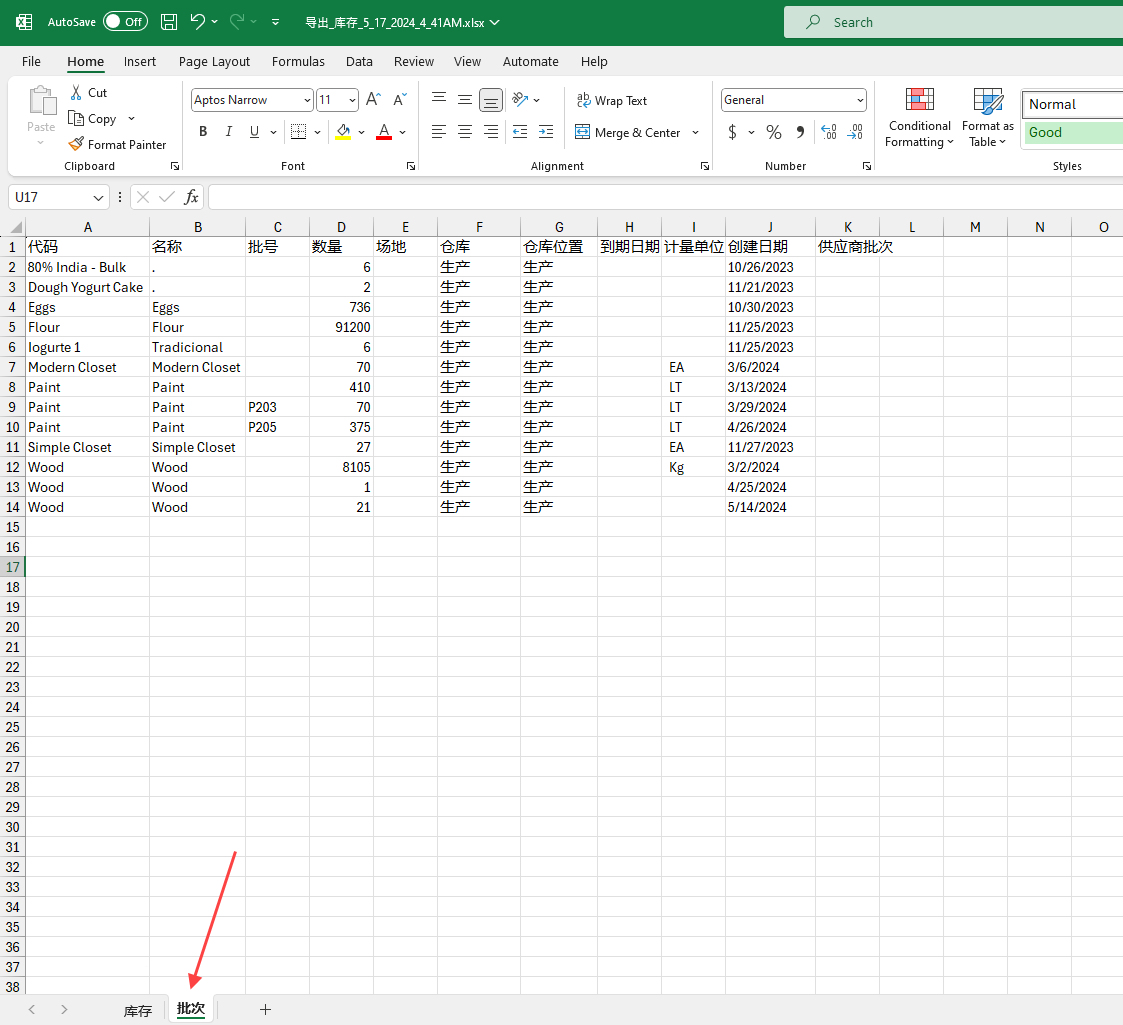 AutoSave Off 导出_库存_5_17_2024_4_41AM.xlsx Search
File Home Insert Page Layout Formulas Data Review View Automate Help
Paste Cut Copy Format Painter Clipboard
Aptos Narrow 11 A A B I U A Font
Wrap Text Merge & Center Alignment
General $ % Number
Conditional Formatting Format as Table Normal Good Styles
U17 fx
A B C D E F G H I J K L M N O
1 代码 名称 批号 数量 场地 仓库 仓库位置 到期日期 计量单位 创建日期 供应商批次
2 80% India - Bulk . 6 生产 生产 10/26/2023
3 Dough Yogurt Cake . 2 生产 生产 11/21/2023
4 Eggs Eggs 736 生产 生产 10/30/2023
5 Flour Flour 91200 生产 生产 11/25/2023
6 Iogurte 1 Tradicional 6 生产 生产 11/25/2023
7 Modern Closet Modern Closet 70 生产 生产 EA 3/6/2024
8 Paint Paint 410 生产 生产 LT 3/13/2024
9 Paint Paint P203 70 生产 生产 LT 3/29/2024
10 Paint Paint P205 375 生产 生产 LT 4/26/2024
11 Simple Closet Simple Closet 27 生产 生产 EA 11/27/2023
12 Wood Wood 8105 生产 生产 Kg 3/2/2024
13 Wood Wood 1 生产 生产 4/25/2024
14 Wood Wood 21 生产 生产 5/14/2024
15
16
17
18
19
20
21
22
23
24
25
26
27
28
29
30
31
32
33
34
35
36
37
38
库存 批次